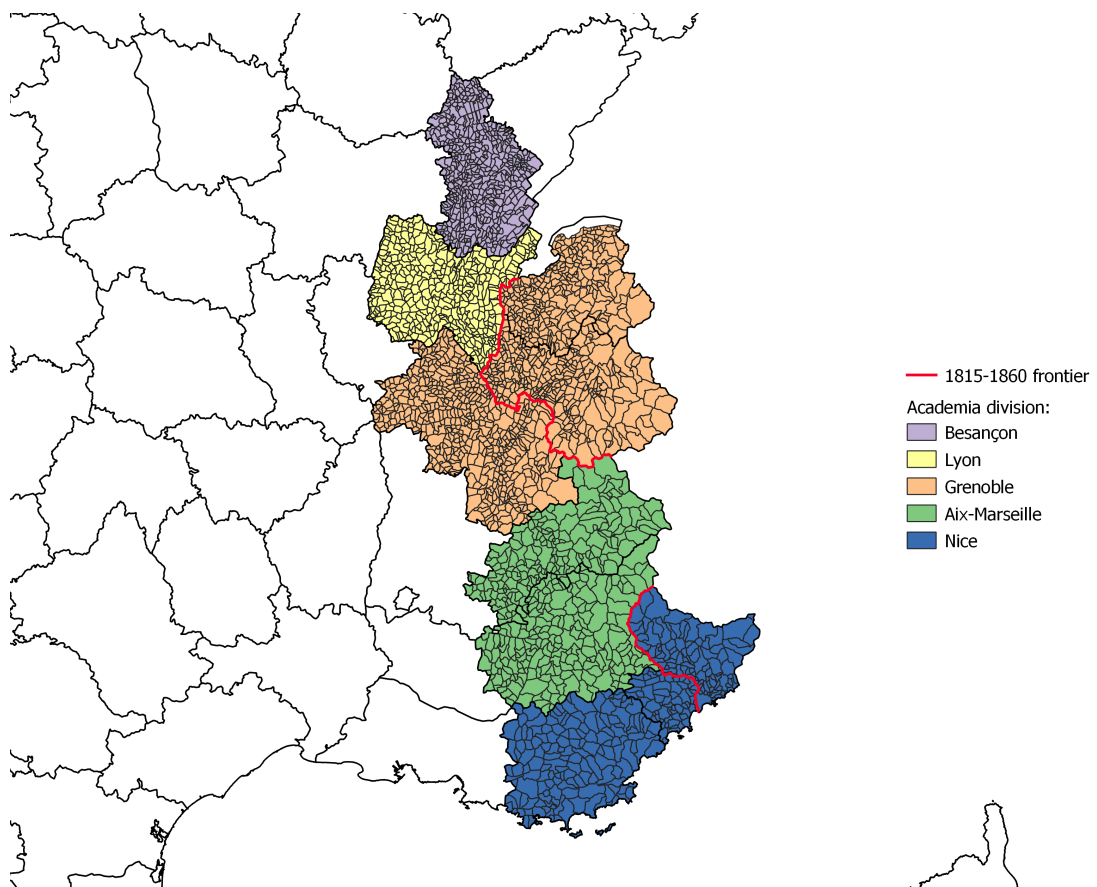 1815-1860 frontier
Academia division:
Besançon
Lyon
Grenoble
Aix-Marseille
Nice